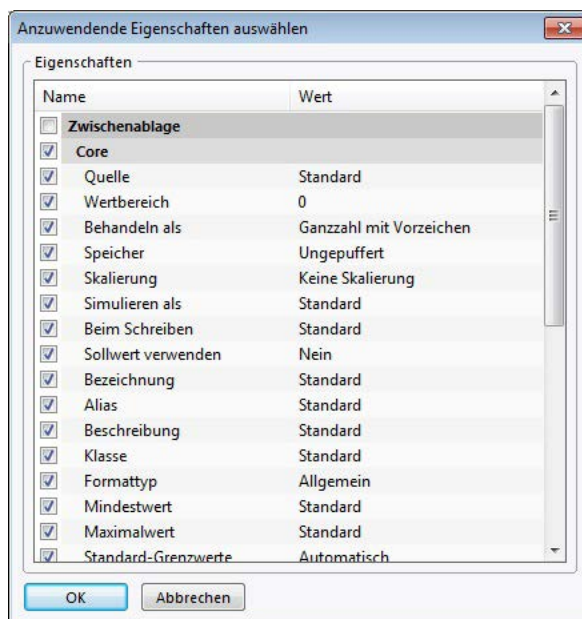 Anzuwendende Eigenschaften auswählen
Eigenschaften
Name Wert
Zwischenablage
Core
Quelle Standard
Wertbereich 0
Behandeln als Ganzzahl mit Vorzeichen
Speicher Ungepuffert
Skalierung Keine Skalierung
Simulieren als Standard
Beim Schreiben Standard
Sollwert verwenden Nein
Bezeichnung Standard
Alias Standard
Beschreibung Standard
Klasse Standard
Formattyp Allgemein
Mindestwert Standard
Maximalwert Standard
Standard-Grenzwerte Automatisch
OK Abbrechen